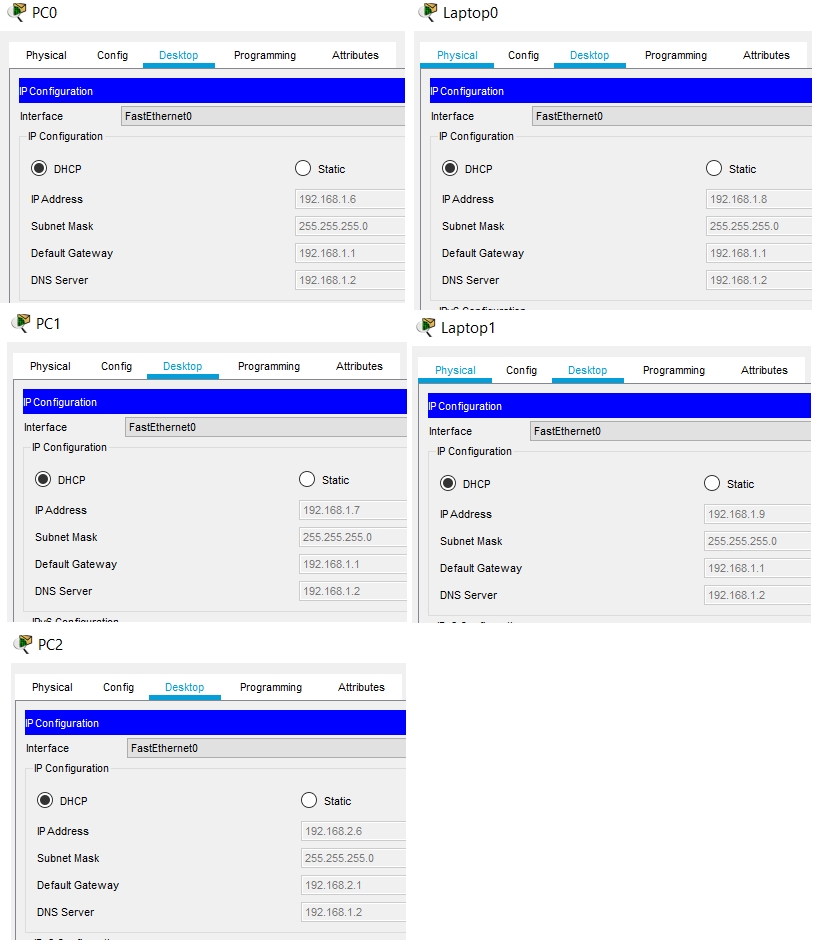 PC0
Physical Config Desktop Programming Attributes
IP Configuration
Interface FastEthernet0
IP Configuration
DHCP Static
IP Address 192.168.1.6
Subnet Mask 255.255.255.0
Default Gateway 192.168.1.1
DNS Server 192.168.1.2
Laptop0
Physical Config Desktop Programming Attributes
IP Configuration
Interface FastEthernet0
IP Configuration
DHCP Static
IP Address 192.168.1.8
Subnet Mask 255.255.255.0
Default Gateway 192.168.1.1
DNS Server 192.168.1.2
IPv6 Configuration
PC1
Physical Config Desktop Programming Attributes
IP Configuration
Interface FastEthernet0
IP Configuration
DHCP Static
IP Address 192.168.1.7
Subnet Mask 255.255.255.0
Default Gateway 192.168.1.1
DNS Server 192.168.1.2
IPv6 Configuration
Laptop1
Physical Config Desktop Programming Attributes
IP Configuration
Interface FastEthernet0
IP Configuration
DHCP Static
IP Address 192.168.1.9
Subnet Mask 255.255.255.0
Default Gateway 192.168.1.1
DNS Server 192.168.1.2
PC2
Physical Config Desktop Programming Attributes
IP Configuration
Interface FastEthernet0
IP Configuration
DHCP Static
IP Address 192.168.2.6
Subnet Mask 255.255.255.0
Default Gateway 192.168.2.1
DNS Server 192.168.1.2